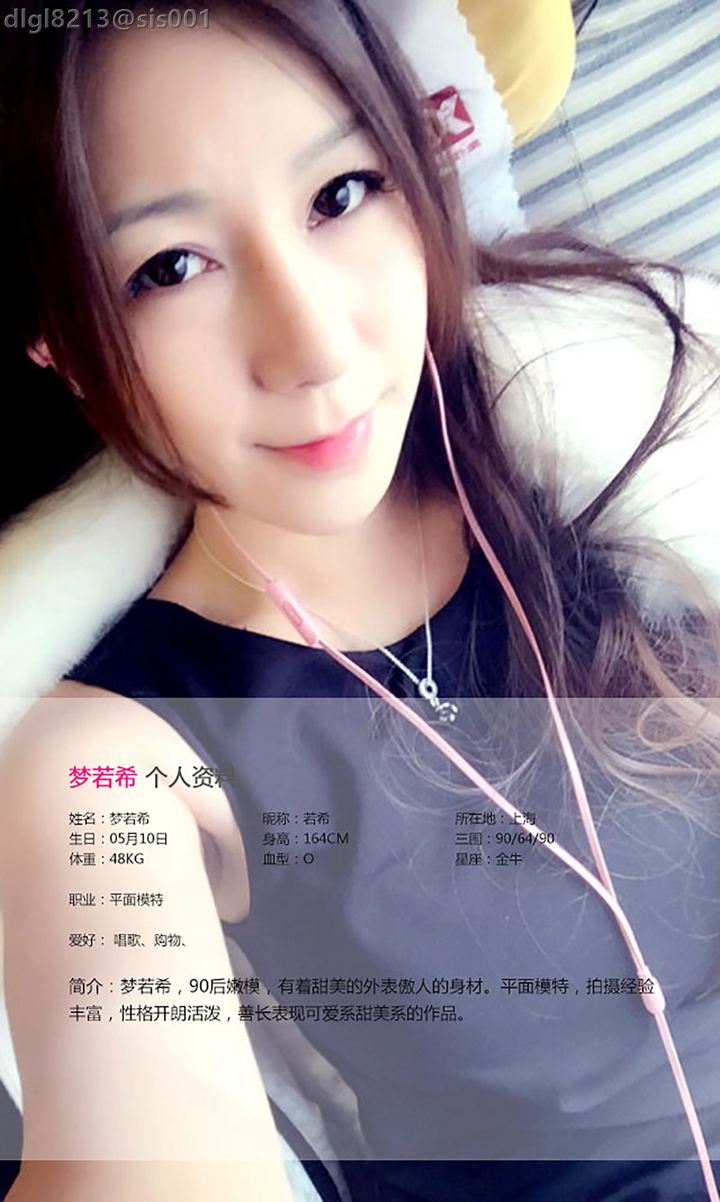 dlgl8213@sis001
梦若希 个人资料
姓名：梦若希 昵称：若希 所在地：上海
生日：05月10日 身高：164CM 三围：90/64/90
体重：48KG 血型：O 星座：金牛
职业：平面模特
爱好： 唱歌、购物、
简介：梦若希，90后嫩模，有着甜美的外表傲人的身材。平面模特，拍摄经验
丰富，性格开朗活泼，善长表现可爱系甜美系的作品。